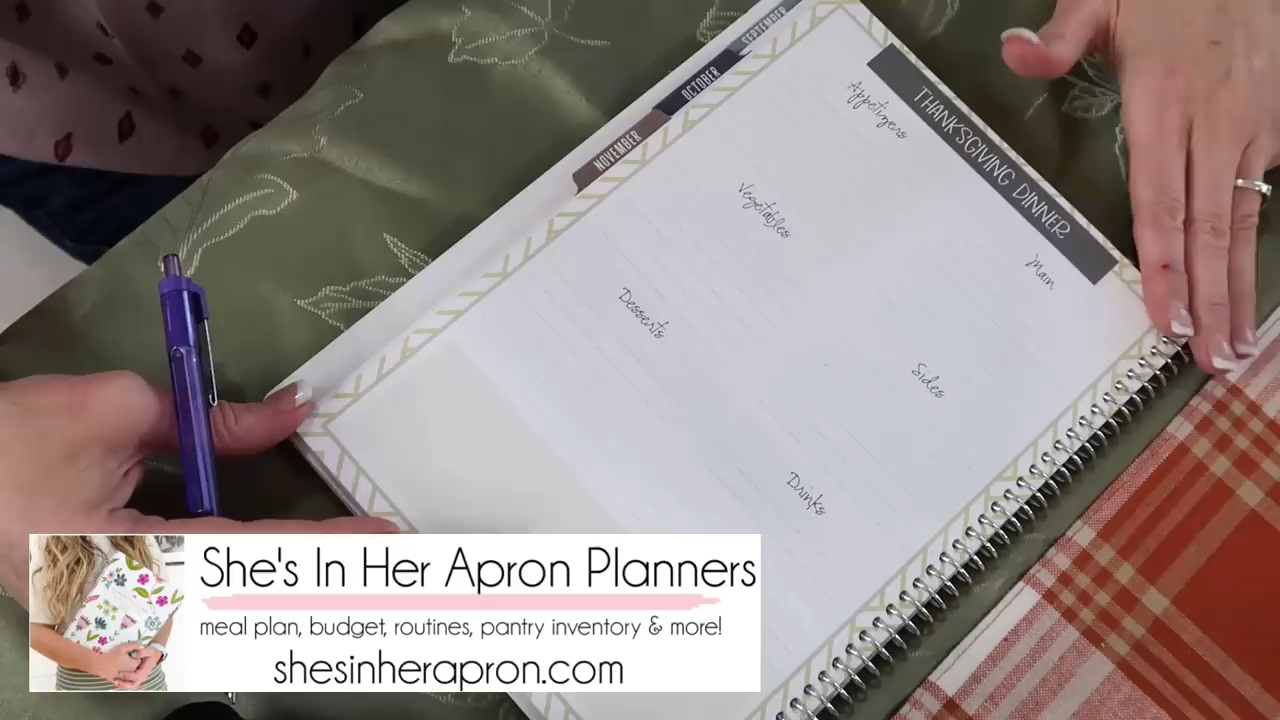 SEPTEMBER
OCTOBER
NOVEMBER
THANKSGIVING DINNER
Appetizers
Main
Vegetables
Sides
Desserts
Drinks
She's In Her Apron Planners
meal plan, budget, routines, pantry inventory & more!
shesinherapron.com